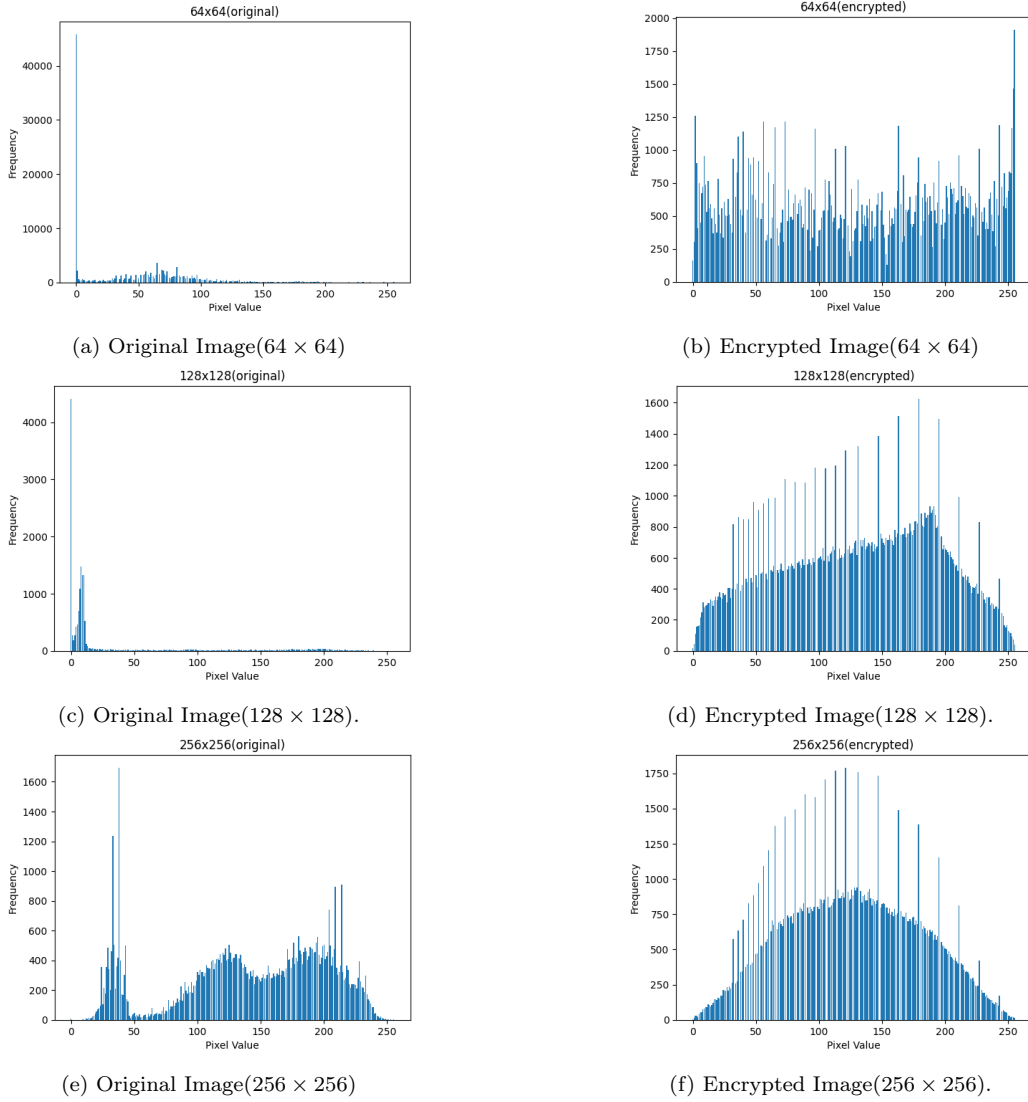 64x64(original)
40000
30000
20000
10000
0
Frequency
0 50 100 150 200 250
Pixel Value
(a) Original Image(64 × 64)
64x64(encrypted)
2000
1750
1500
1250
1000
750
500
250
0
Frequency
0 50 100 150 200 250
Pixel Value
(b) Encrypted Image(64 × 64)
128x128(original)
4000
3000
2000
1000
0
Frequency
0 50 100 150 200 250
Pixel Value
(c) Original Image(128 × 128).
128x128(encrypted)
1600
1400
1200
1000
800
600
400
200
0
Frequency
0 50 100 150 200 250
Pixel Value
(d) Encrypted Image(128 × 128).
256x256(original)
1600
1400
1200
1000
800
600
400
200
0
Frequency
0 50 100 150 200 250
Pixel Value
(e) Original Image(256 × 256)
256x256(encrypted)
1750
1500
1250
1000
750
500
250
0
Frequency
0 50 100 150 200 250
Pixel Value
(f) Encrypted Image(256 × 256).